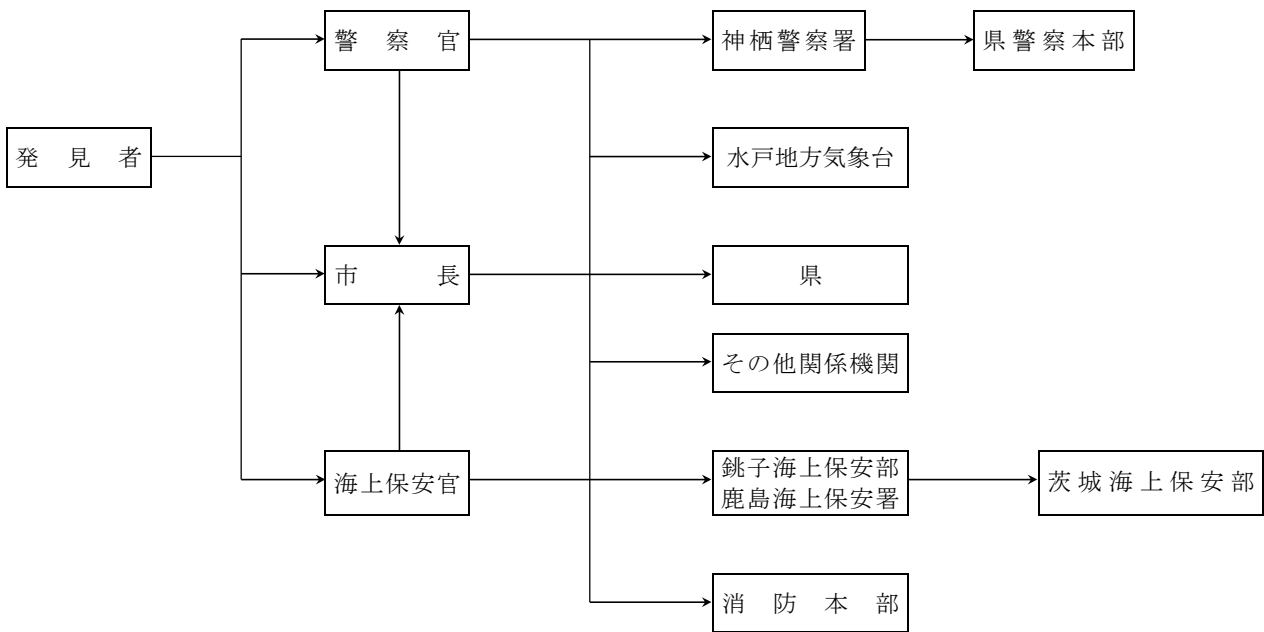 警察官
神栖警察署
県警察本部
発見者
水戸地方気象台
市長
県
その他関係機関
海上保安官
銚子海上保安部
鹿島海上保安署
茨城海上保安部
消防本部